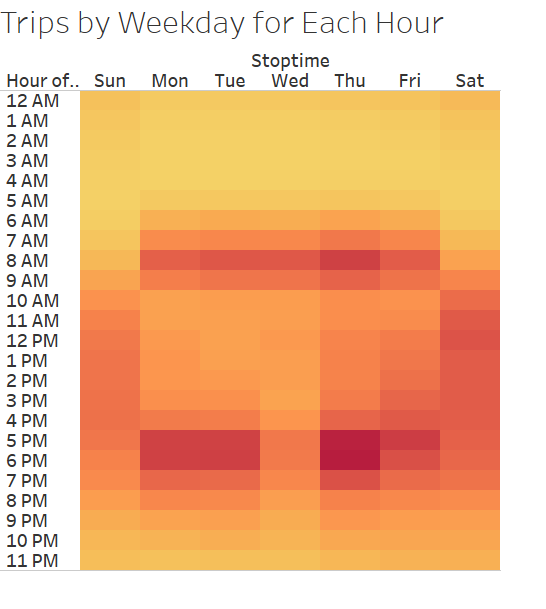 Trips by Weekday for Each Hour
Stoptime
Hour of.. Sun Mon Tue Wed Thu Fri Sat
12 AM
1 AM
2 AM
3 AM
4 AM
5 AM
6 AM
7 AM
8 AM
9 AM
10 AM
11 AM
12 PM
1 PM
2 PM
3 PM
4 PM
5 PM
6 PM
7 PM
8 PM
9 PM
10 PM
11 PM